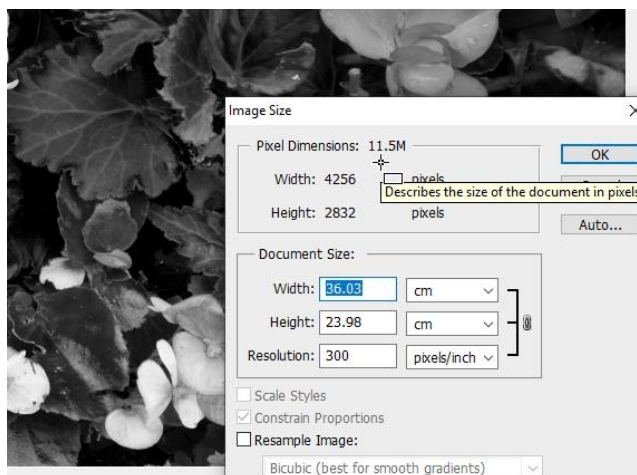 Image Size
Pixel Dimensions: 11.5M
Width: 4256 pixels
Describes the size of the document in pixels
Height: 2832 pixels
OK
Auto...
Document Size:
Width: 36.03 cm
Height: 23.98 cm
Resolution: 300 pixels/inch
Scale Styles
Constrain Proportions
Resample Image:
Bicubic (best for smooth gradients)